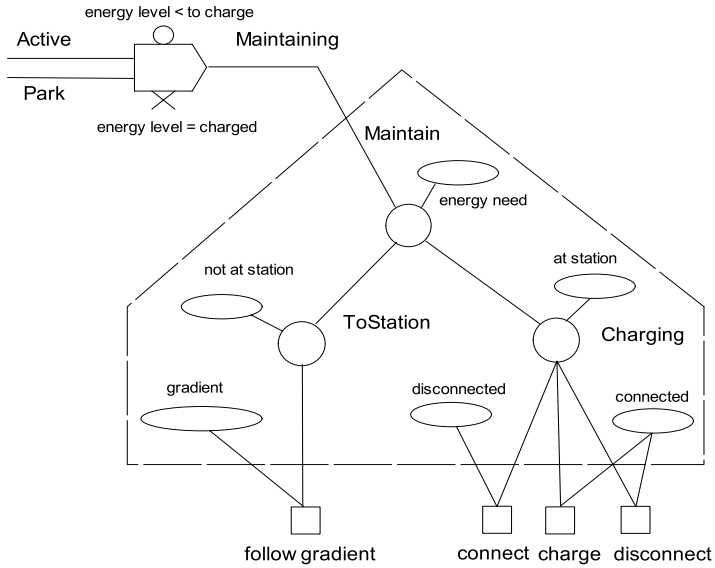 energy level < to charge
Active
Maintaining
Park
energy level = charged
Maintain
energy need
not at station
at station
ToStation
Charging
gradient
disconnected
connected
follow gradient
connect
charge
disconnect